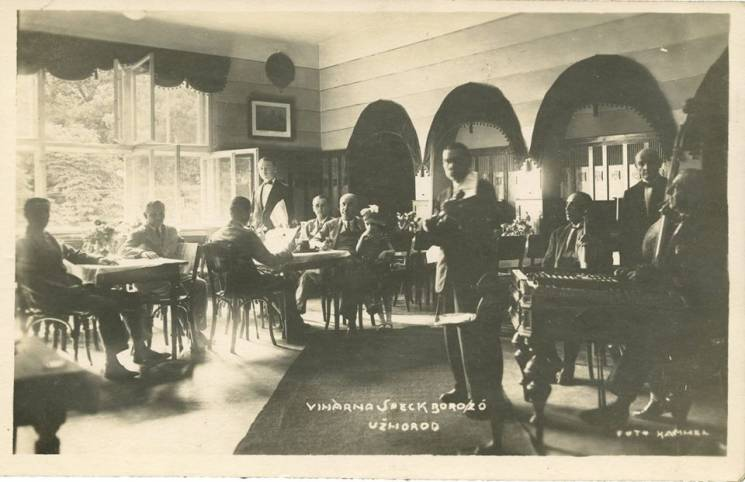 VINÁRNA SPECK BOROZÓ
UŽHOROD
FOTO KAMMEL